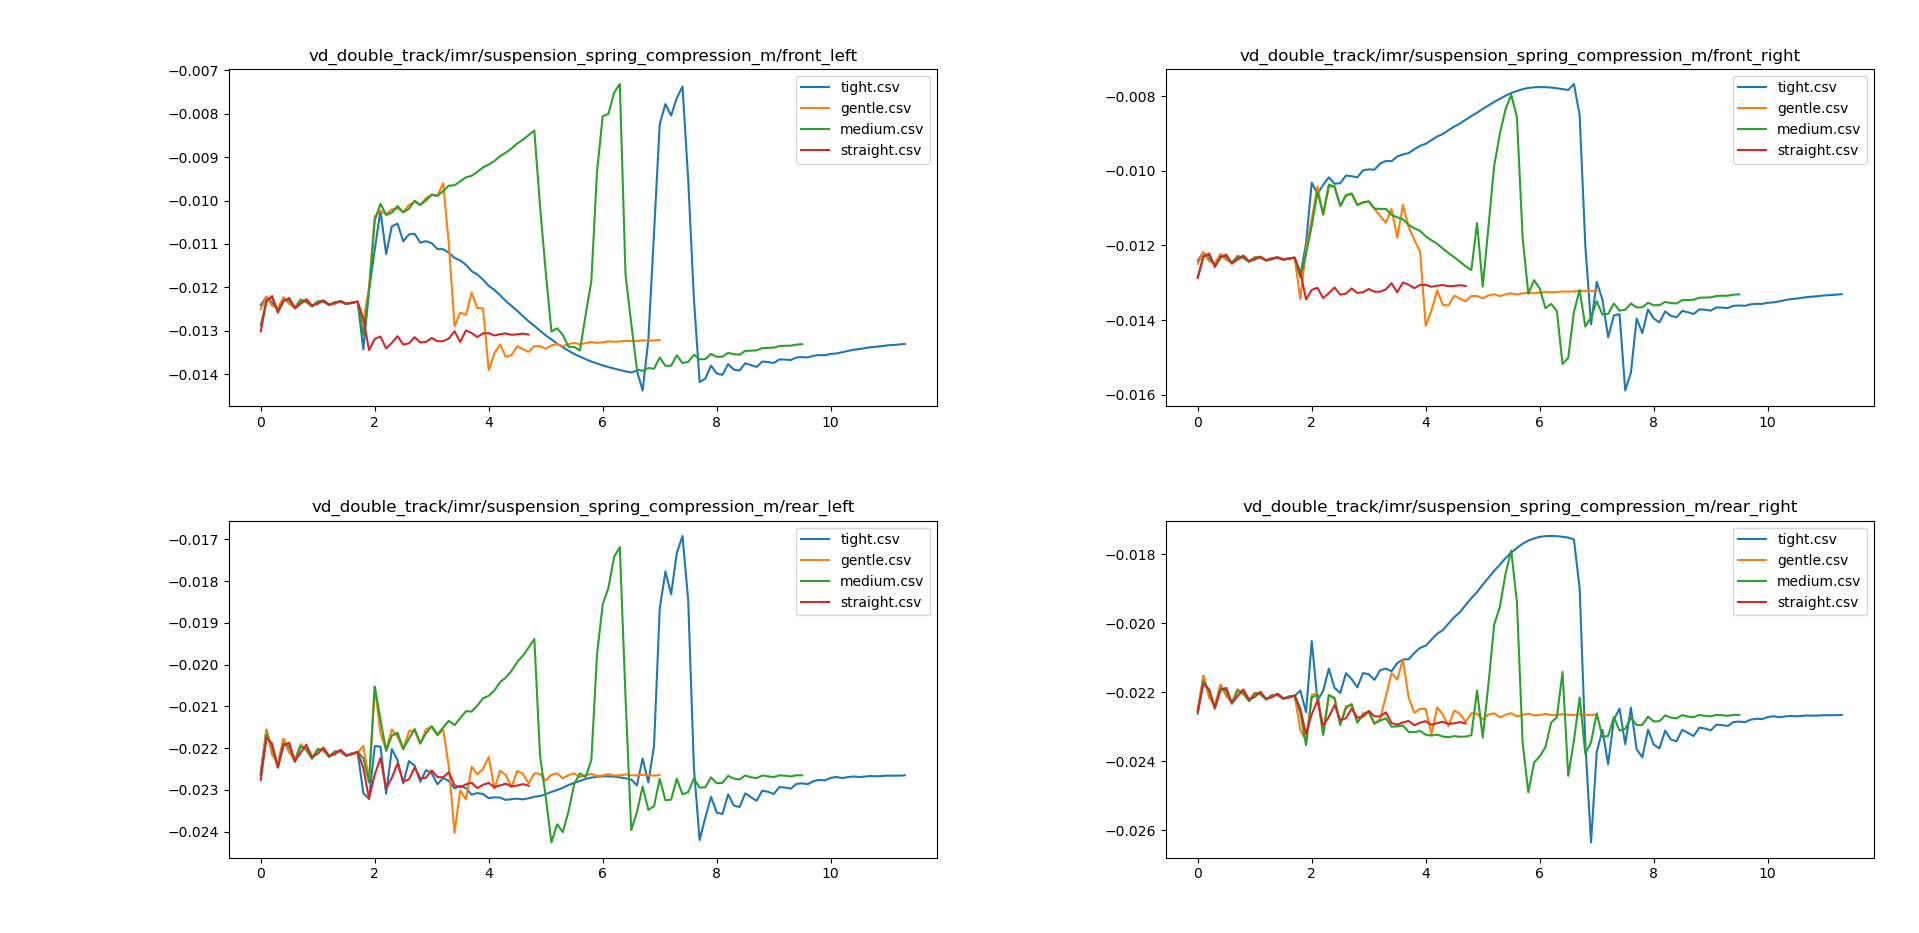 vd_double_track/imr/suspension_spring_compression_m/front_left
−0.007
−0.008
−0.009
−0.010
−0.011
−0.012
−0.013
−0.014
0 2 4 6 8 10
tight.csv
gentle.csv
medium.csv
straight.csv
vd_double_track/imr/suspension_spring_compression_m/front_right
−0.008
−0.010
−0.012
−0.014
−0.016
0 2 4 6 8 10
tight.csv
gentle.csv
medium.csv
straight.csv
vd_double_track/imr/suspension_spring_compression_m/rear_left
−0.017
−0.018
−0.019
−0.020
−0.021
−0.022
−0.023
−0.024
0 2 4 6 8 10
tight.csv
gentle.csv
medium.csv
straight.csv
vd_double_track/imr/suspension_spring_compression_m/rear_right
−0.018
−0.020
−0.022
−0.024
−0.026
0 2 4 6 8 10
tight.csv
gentle.csv
medium.csv
straight.csv